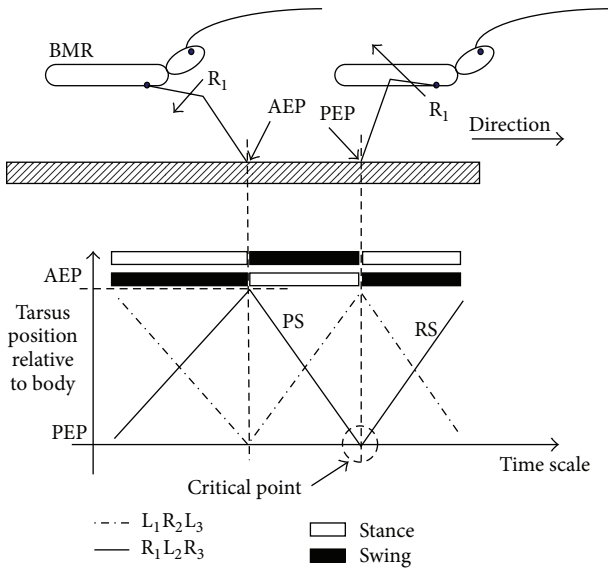 BMR
R₁
AEP
PEP
R₁
Direction
AEP
Tarsus
position
relative
to body
PS
RS
PEP
Time scale
Critical point
L₁R₂L₃
R₁L₂R₃
Stance
Swing